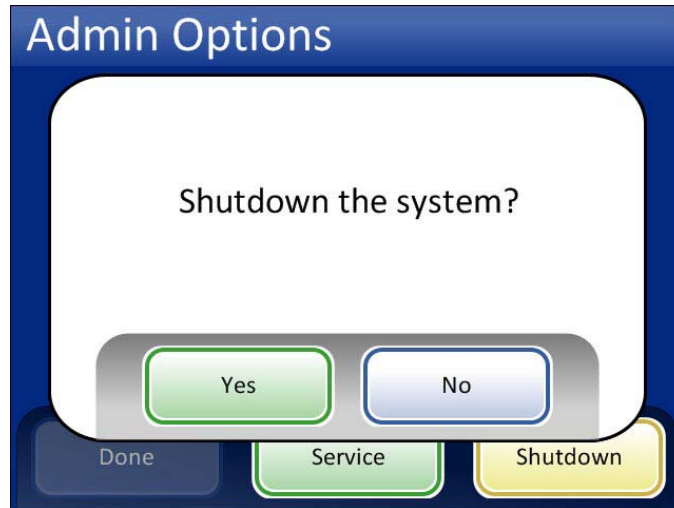 Admin Options
Shutdown the system?
Yes No
Done Service Shutdown